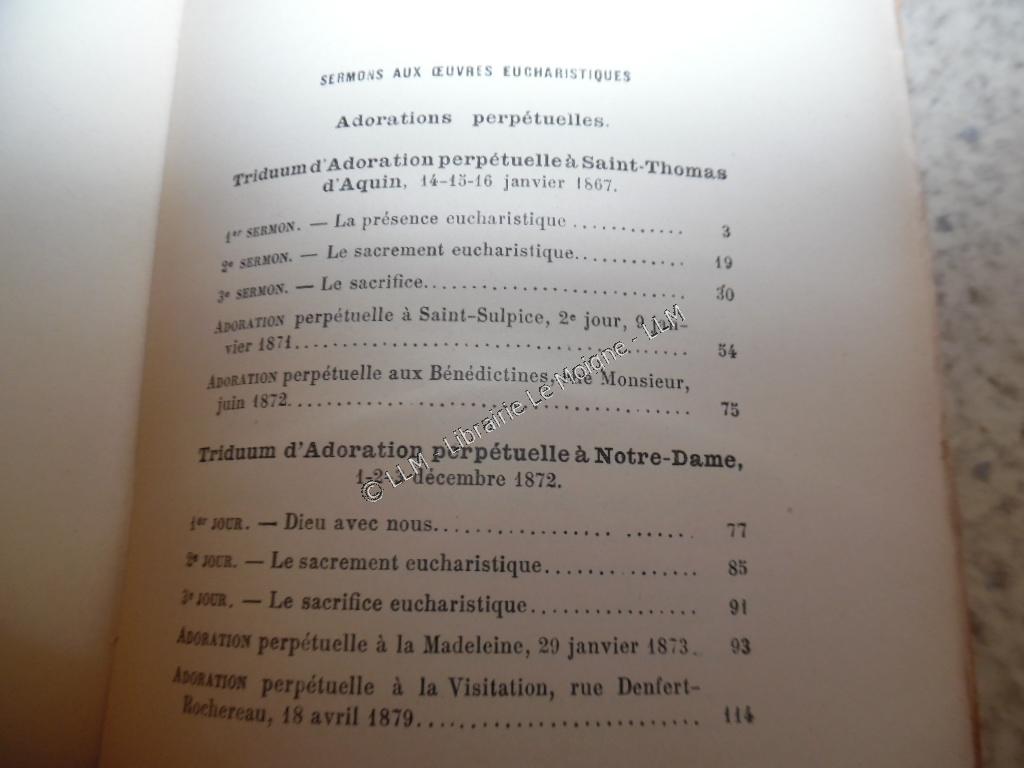 SERMONS AUX ŒUVRES EUCHARISTIQUES
Adorations perpétuelles.
Triduum d'Adoration perpétuelle à Saint-Thomas
d'Aquin, 14-15-16 janvier 1867.
1er SERMON. — La présence eucharistique ............ 3
2e SERMON. — Le sacrement eucharistique............ 19
3e SERMON. — Le sacrifice........................... 30
ADORATION perpétuelle à Saint-Sulpice, 2e jour, 9 jan-
vier 1871........................................ 54
ADORATION perpétuelle aux Bénédictines, Monsieur,
juin 1872........................................ 75
Triduum d'Adoration perpétuelle à Notre-Dame,
décembre 1872.
1er JOUR. — Dieu avec nous.................. ....... 77
2e JOUR. — Le sacrement eucharistique............... 85
3e JOUR. — Le sacrifice eucharistique................ 91
ADORATION perpétuelle à la Madeleine, 29 janvier 1873. 93
ADORATION perpétuelle à la Visitation, rue Denfert-
Rochereau, 18 avril 1879............................ 114
© LLM - Librairie Le Moigne - LLM